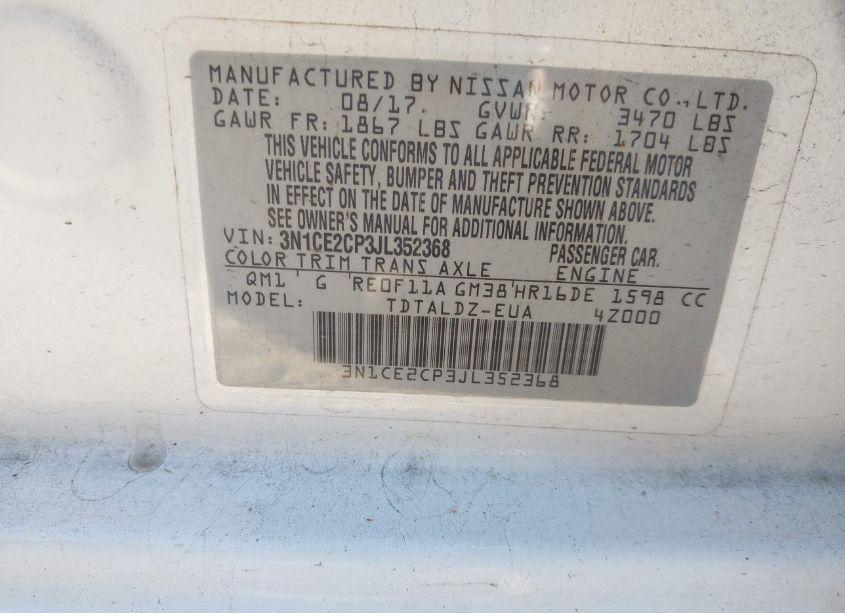 MANUFACTURED BY NISSAN MOTOR CO.,LTD.
DATE: 08/17. GVWR 3470 LBS
GAWR FR: 1867 LBS GAWR RR: 1704 LBS
THIS VEHICLE CONFORMS TO ALL APPLICABLE FEDERAL MOTOR
VEHICLE SAFETY, BUMPER AND THEFT PREVENTION STANDARDS
IN EFFECT ON THE DATE OF MANUFACTURE SHOWN ABOVE.
SEE OWNER'S MANUAL FOR ADDITIONAL INFORMATION.
VIN: 3N1CE2CP3JL352368 PASSENGER CAR.
COLOR TRIM TRANS AXLE ENGINE
QM1 ' G 'RE0F11A GM38'HR16DE 1598 CC
MODEL: TDTALDZ-EUA 4Z000
3N1CE2CP3JL352368